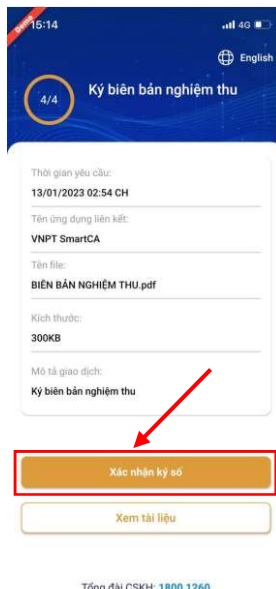 Demo
15:14
4G
English
4/4
Ký biên bản nghiệm thu
Thời gian yêu cầu:
13/01/2023 02:54 CH
Tên ứng dụng liên kết:
VNPT SmartCA
Tên file:
BIÊN BẢN NGHIỆM THU.pdf
Kích thước:
300KB
Mô tả giao dịch:
Ký biên bản nghiệm thu
Xác nhận ký số
Xem tài liệu
Tổng đài CSKH: 1800 1260